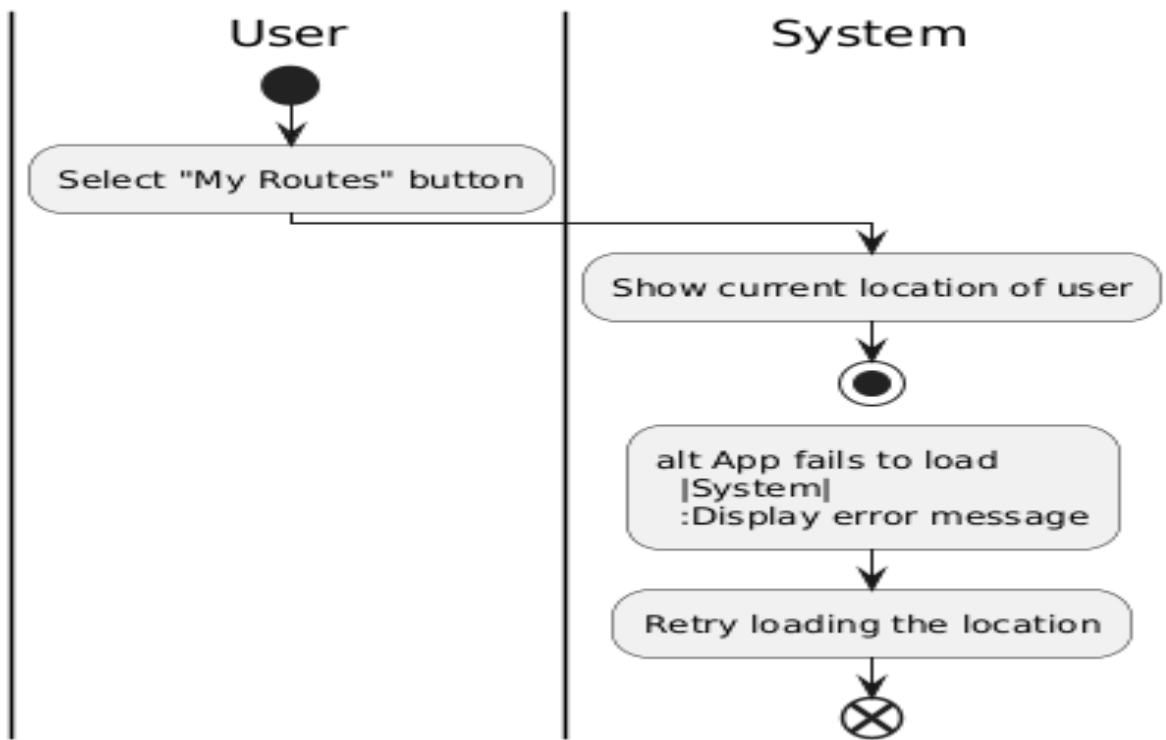 User
System
Select "My Routes" button
Show current location of user
alt App fails to load
|System|
:Display error message
Retry loading the location